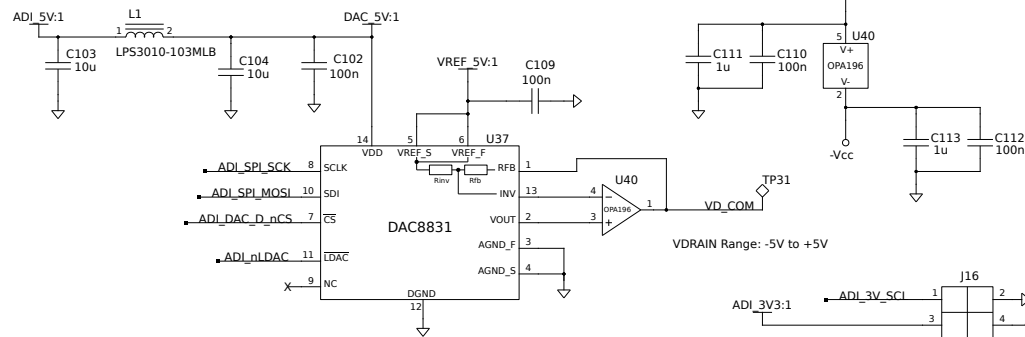 ADI_5V:1
L1
1 2
LPS3010-103MLB
C103
10u
C104
10u
DAC_5V:1
C102
100n
VREF_5V:1
C109
100n
C111
1u
C110
100n
5
U40
V+
OPA196
V-
2
-Vcc
C113
1u
C112
100n
14
VDD
5
VREF_S
6
VREF_F
U37
ADI_SPI_SCK 8 SCLK
ADI_SPI_MOSI 10 SDI
ADI_DAC_D_nCS 7 CS
ADI_nLDAC 11 LDAC
X 9 NC
Rinv
Rfb
RFB 1
INV 13
VOUT 2
AGND_F 3
AGND_S 4
DAC8831
DGND
12
U40
4
3
OPA196
1
VD_COM
TP31
VDRAIN Range: -5V to +5V
J16
ADI_3V_SCL 1 2
ADI_3V3:1
3 4